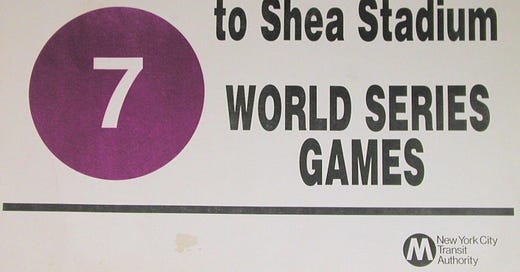 7
to Shea Stadium
WORLD SERIES
GAMES
M
New York City
Transit
Authority